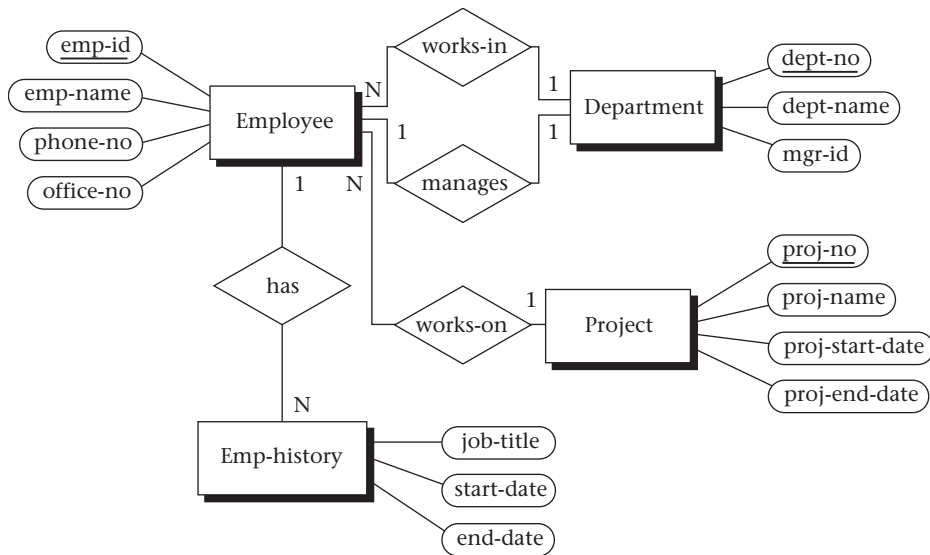 emp-id
emp-name
phone-no
office-no
Employee
works-in
N
1
Department
dept-no
dept-name
mgr-id
1
1
manages
1
N
has
N
works-on
1
Project
proj-no
proj-name
proj-start-date
proj-end-date
Emp-history
job-title
start-date
end-date